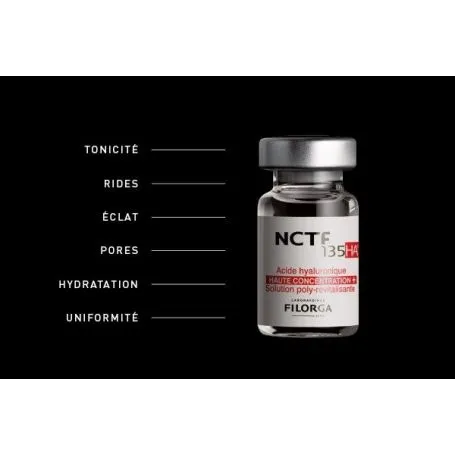 TONICITÉ
RIDES
ÉCLAT
PORES
HYDRATATION
UNIFORMITÉ
NCTF
135HA
Acide hyaluronique
HAUTE CONCENTRATION +
Solution poly-revitalisante
LABORATOIRES
FILORGA